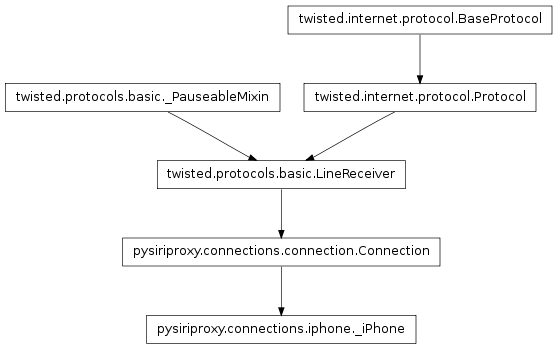 twisted.internet.protocol.BaseProtocol
twisted.protocols.basic._PauseableMixin
twisted.internet.protocol.Protocol
twisted.protocols.basic.LineReceiver
pysiriproxy.connections.connection.Connection
pysiriproxy.connections.iphone._iPhone